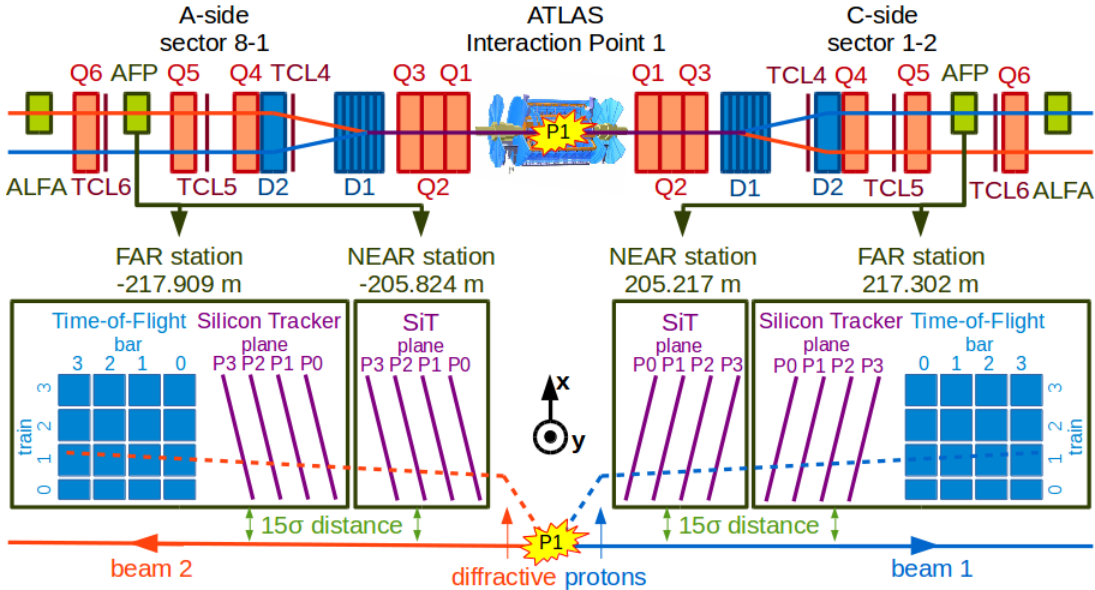 A-side
sector 8-1
ATLAS
Interaction Point 1
C-side
sector 1-2
Q6 AFP Q5 Q4 TCL4 Q3 Q1 Q1 Q3 TCL4 Q4 Q5 AFP Q6
P1
ALFA TCL6 TCL5 D2 D1 Q2 Q2 D1 D2 TCL5 TCL6 ALFA
FAR station
-217.909 m
NEAR station
-205.824 m
NEAR station
205.217 m
FAR station
217.302 m
Time-of-Flight
bar
3 2 1 0
train
3
2
1
0
Silicon Tracker
plane
P3 P2 P1 P0
SiT
plane
P3 P2 P1 P0
x
y
SiT
plane
P0 P1 P2 P3
Silicon Tracker
plane
P0 P1 P2 P3
Time-of-Flight
bar
0 1 2 3
3
2
1
0
train
15σ distance
P1
15σ distance
beam 2
diffractive protons
beam 1